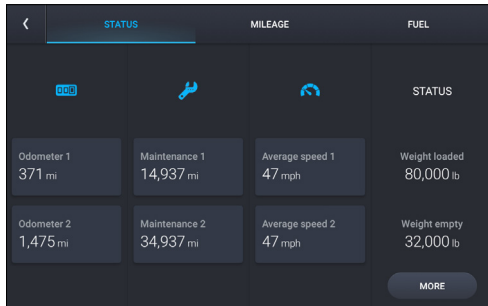 STATUS
MILEAGE
FUEL
STATUS
Odometer 1
371 mi
Maintenance 1
14,937 mi
Average speed 1
47 mph
Weight loaded
80,000 lb
Odometer 2
1,475 mi
Maintenance 2
34,937 mi
Average speed 2
47 mph
Weight empty
32,000 lb
MORE